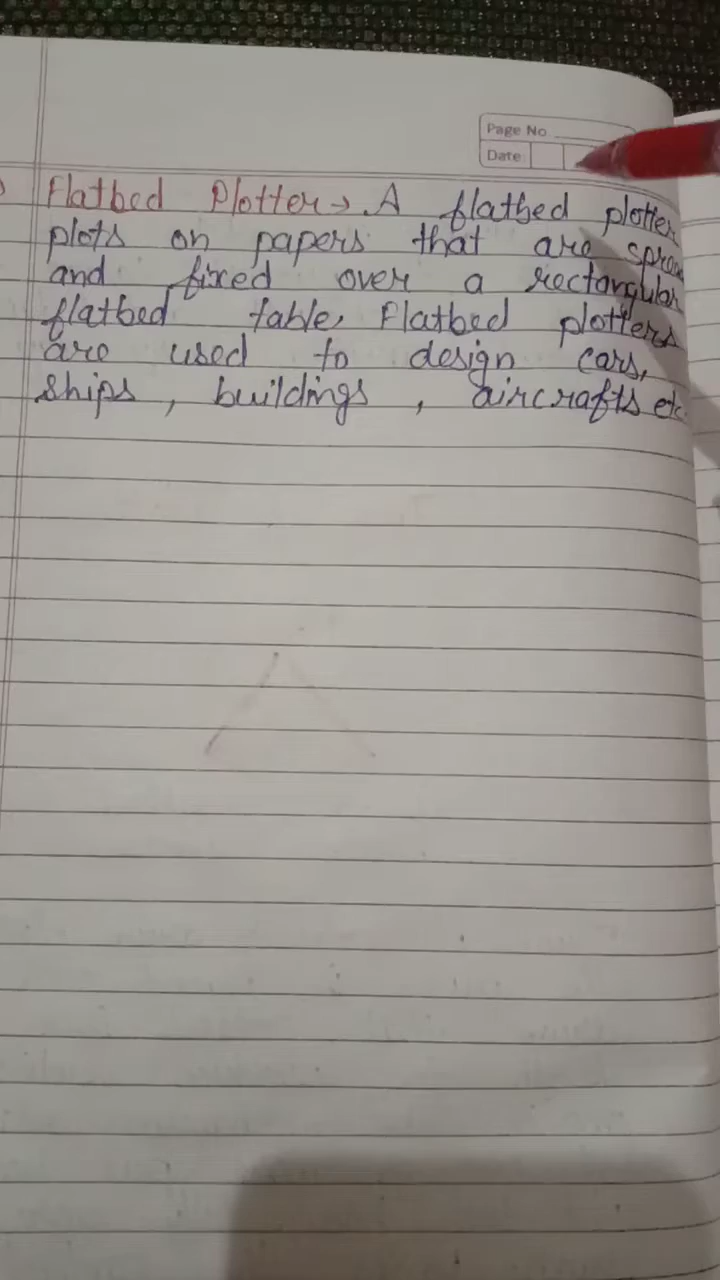 Page No
Date
Flatbed Plotter → A flatbed plotter
plots on papers that are
and fixed over a rectangular
flatbed table, Flatbed plotters
are used to design cars,
ships, buildings, aircrafts etc